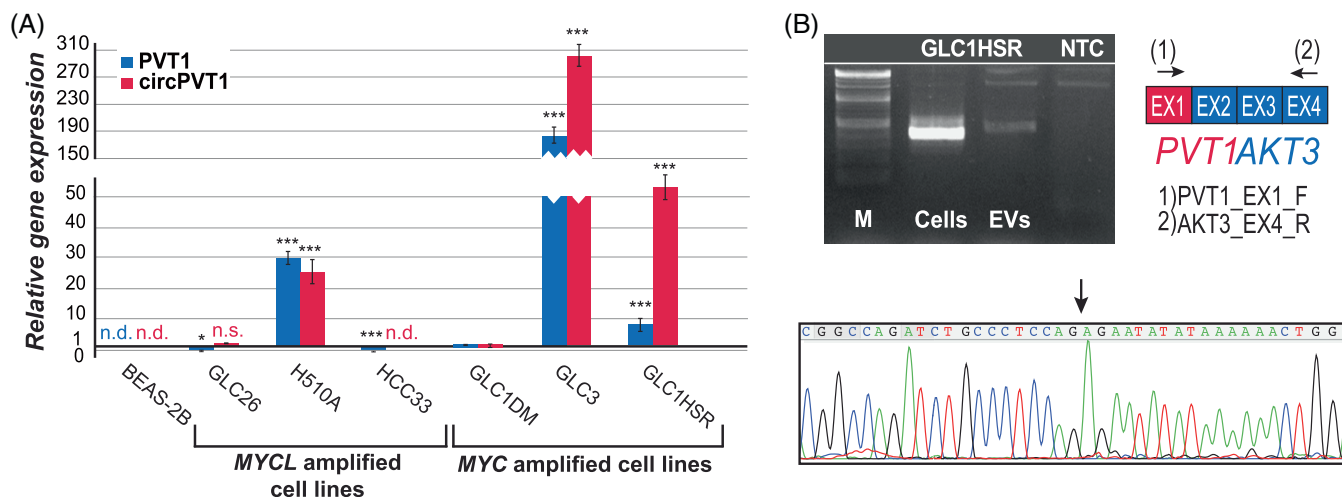 (A)
Relative gene expression
310
270
230
190
150
50
40
30
20
10
1
0
PVT1
circPVT1
n.d. n.d.
*
n.s.
***
***
***
n.d.
***
***
***
***
BEAS-2B
GLC26
H510A
HCC33
GLC1DM
GLC3
GLC1HSR
MYCL amplified
cell lines
MYC amplified cell lines
(B)
GLC1HSR
NTC
M
Cells
EVs
(1)
(2)
EX1 EX2 EX3 EX4
PVT1AKT3
1)PVT1_EX1_F
2)AKT3_EX4_R
CGGCCAGATCTGCCCTCCAGAGAATATATAAAAAACTGG